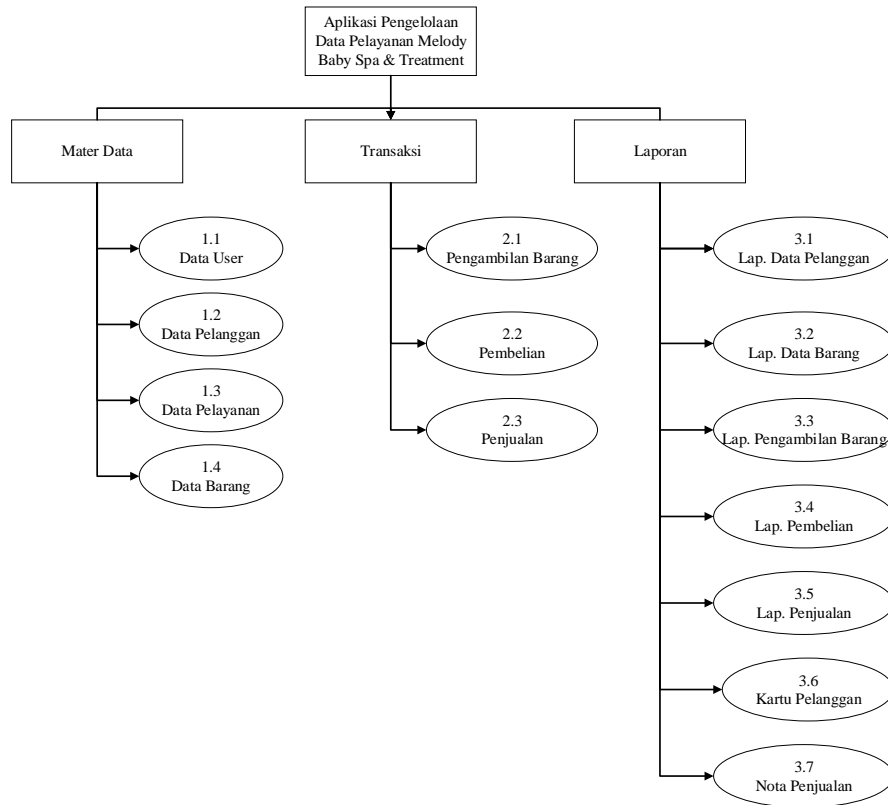 Aplikasi Pengelolaan
Data Pelayanan Melody
Baby Spa & Treatment
Mater Data
Transaksi
Laporan
1.1
Data User
1.2
Data Pelanggan
1.3
Data Pelayanan
1.4
Data Barang
2.1
Pengambilan Barang
2.2
Pembelian
2.3
Penjualan
3.1
Lap. Data Pelanggan
3.2
Lap. Data Barang
3.3
Lap. Pengambilan Barang
3.4
Lap. Pembelian
3.5
Lap. Penjualan
3.6
Kartu Pelanggan
3.7
Nota Penjualan